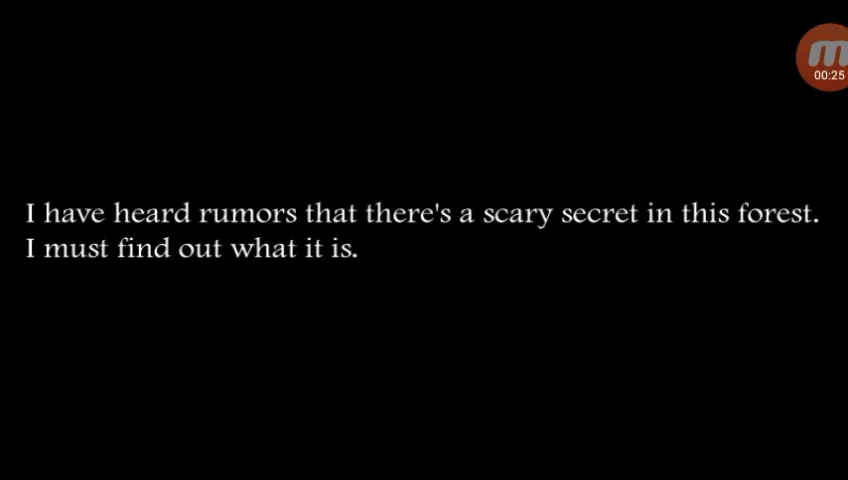 m
00:25
I have heard rumors that there's a scary secret in this forest.
I must find out what it is.